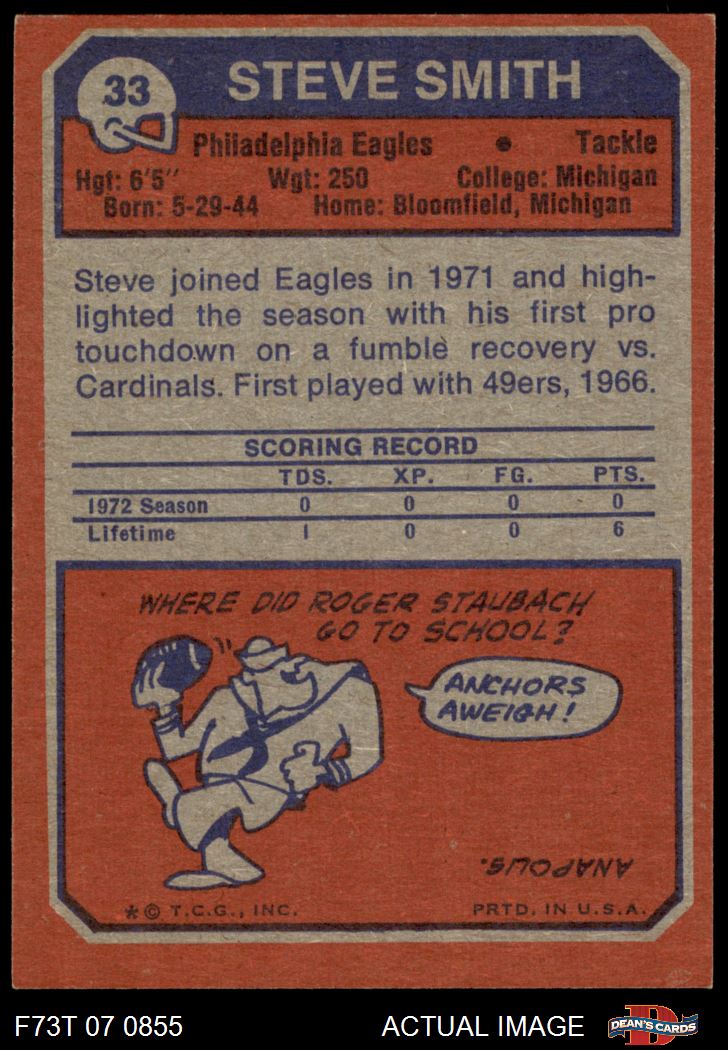 33
STEVE SMITH
Philadelphia Eagles • Tackle
Hgt: 6'5" Wgt: 250 College: Michigan
Born: 5-29-44 Home: Bloomfield, Michigan
Steve joined Eagles in 1971 and high-
lighted the season with his first pro
touchdown on a fumble recovery vs.
Cardinals. First played with 49ers, 1966.
SCORING RECORD
TDS. XP. FG. PTS.
1972 Season 0 0 0 0
Lifetime 1 0 0 6
WHERE DID ROGER STAUBACH
GO TO SCHOOL?
ANCHORS
AWEIGH!
ANAPOLIS.
* © T.C.G., INC. PRTD. IN U.S.A.
F73T 07 0855 ACTUAL IMAGE D DEAN'S CARDS